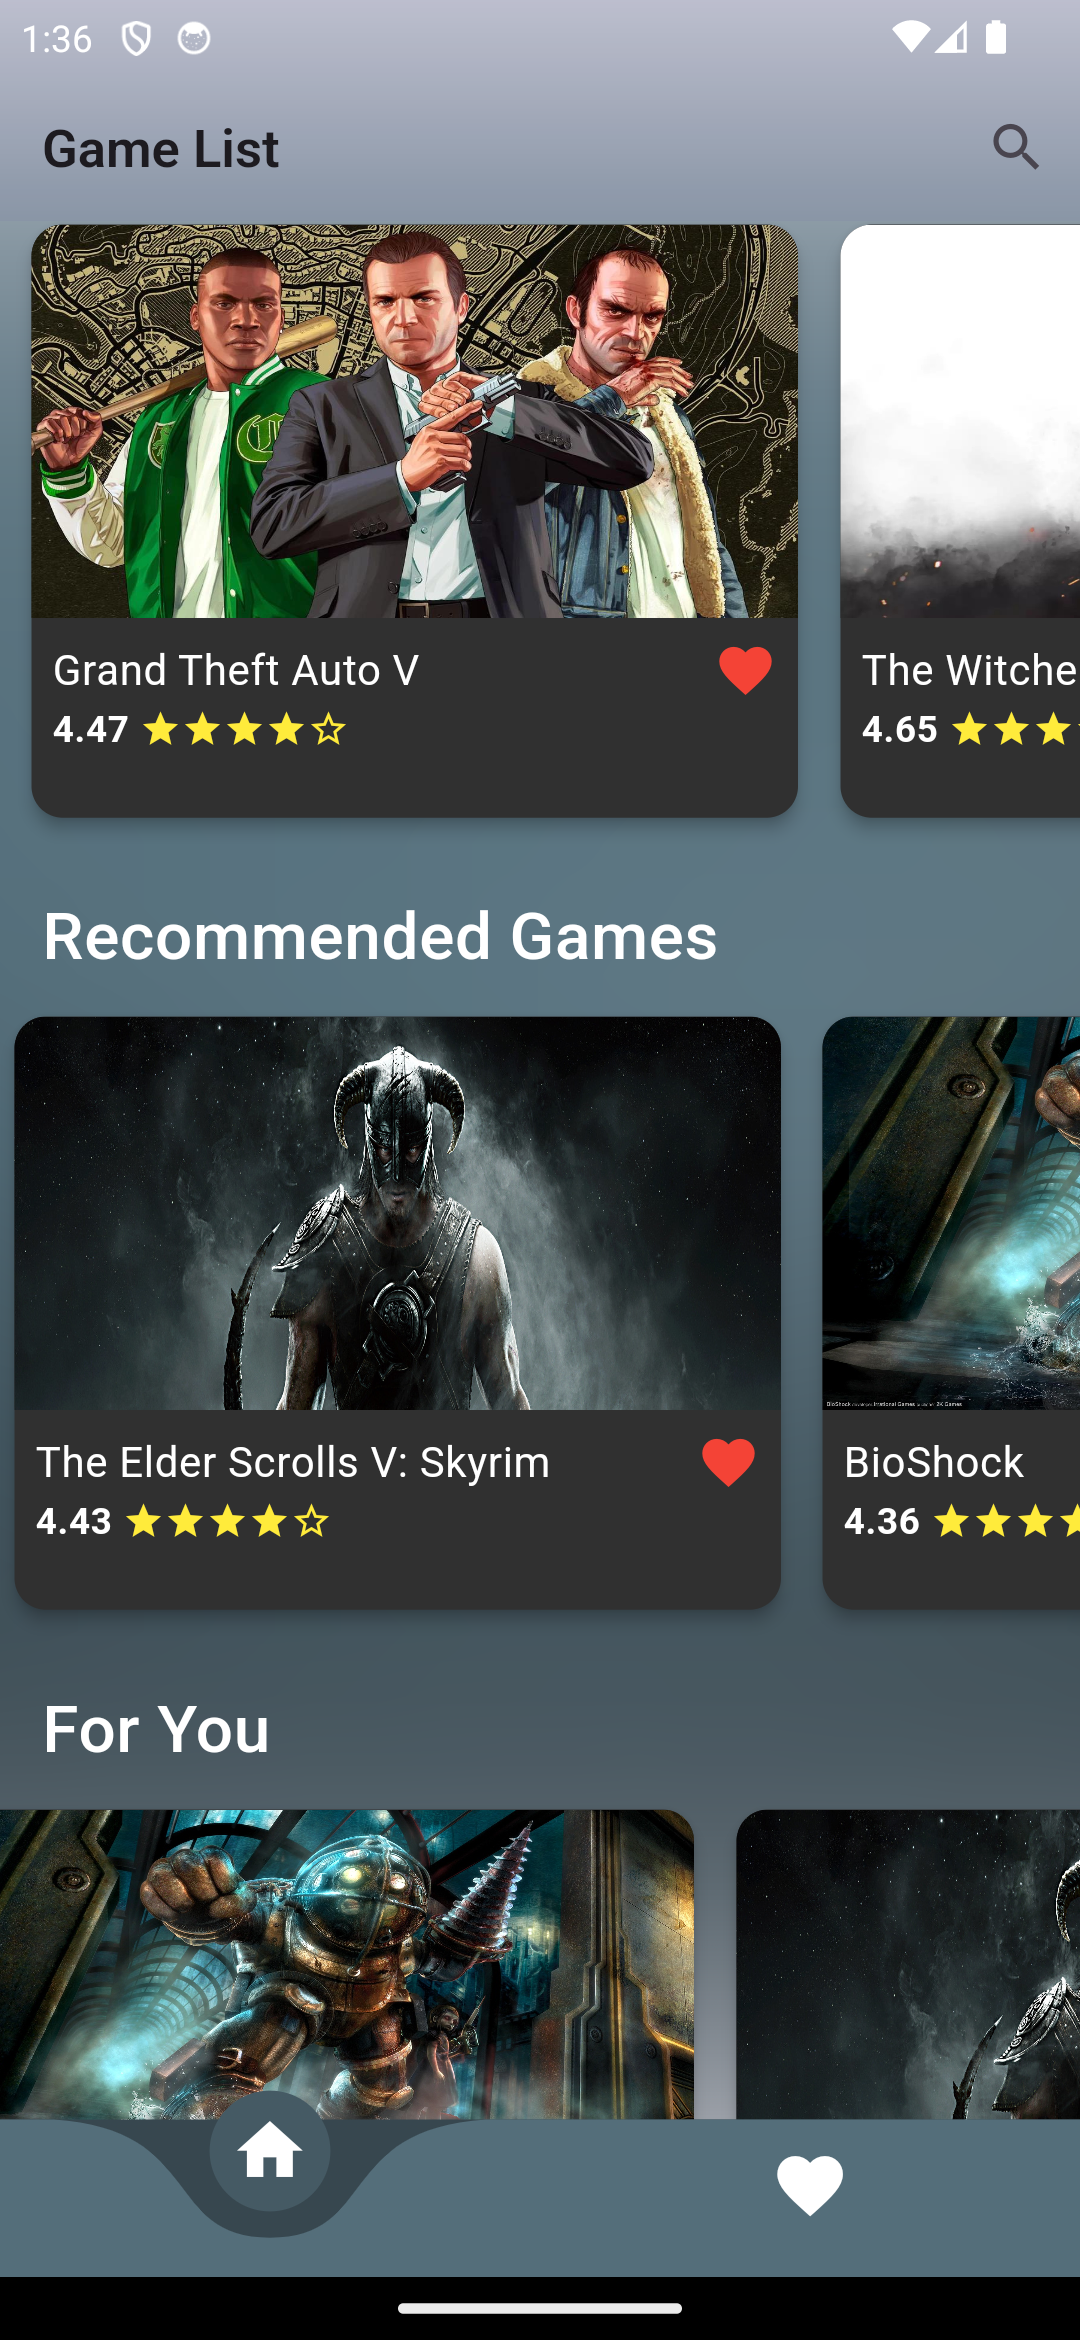 1:36
Game List
Grand Theft Auto V
4.47
The Witche
4.65
Recommended Games
The Elder Scrolls V: Skyrim
4.43
BioShock
4.36
For You